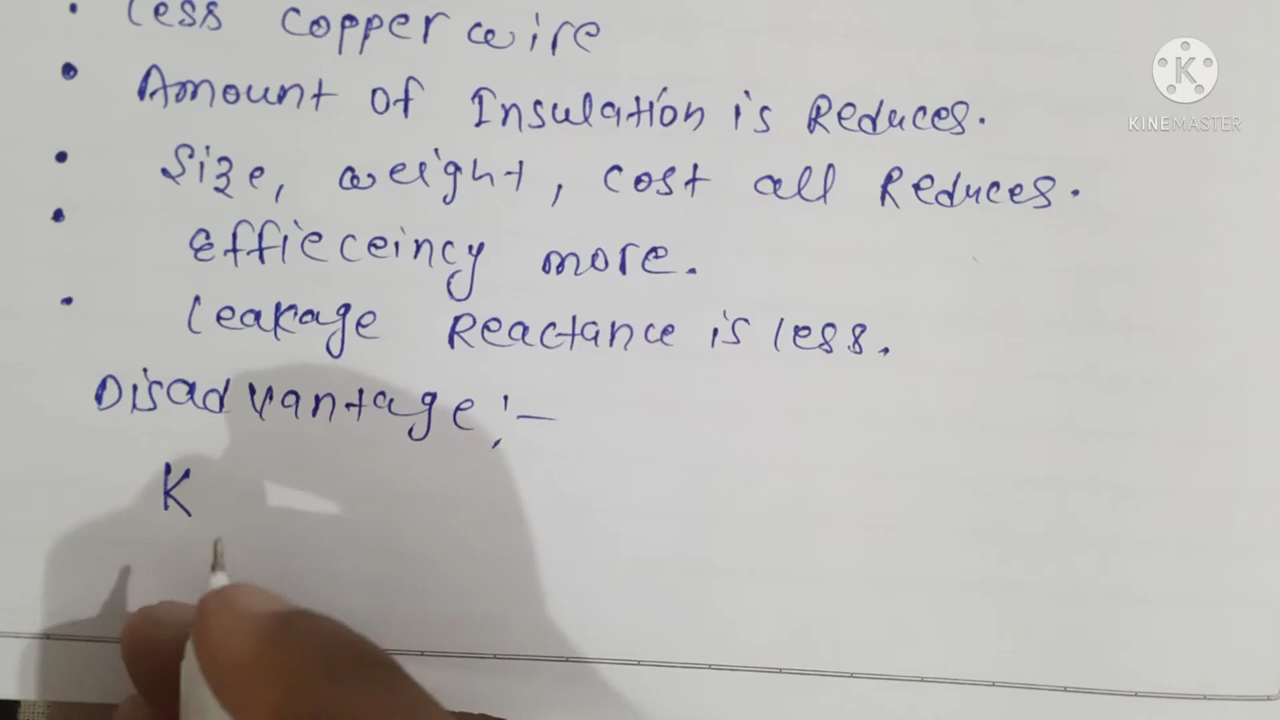 • Less copper wire
K
KINEMASTER
• Amount of Insulation is Reduces.
• Size, weight, cost all Reduces.
• Effieceincy more.
• Leakage Reactance is less.
Disadvantage :-
K